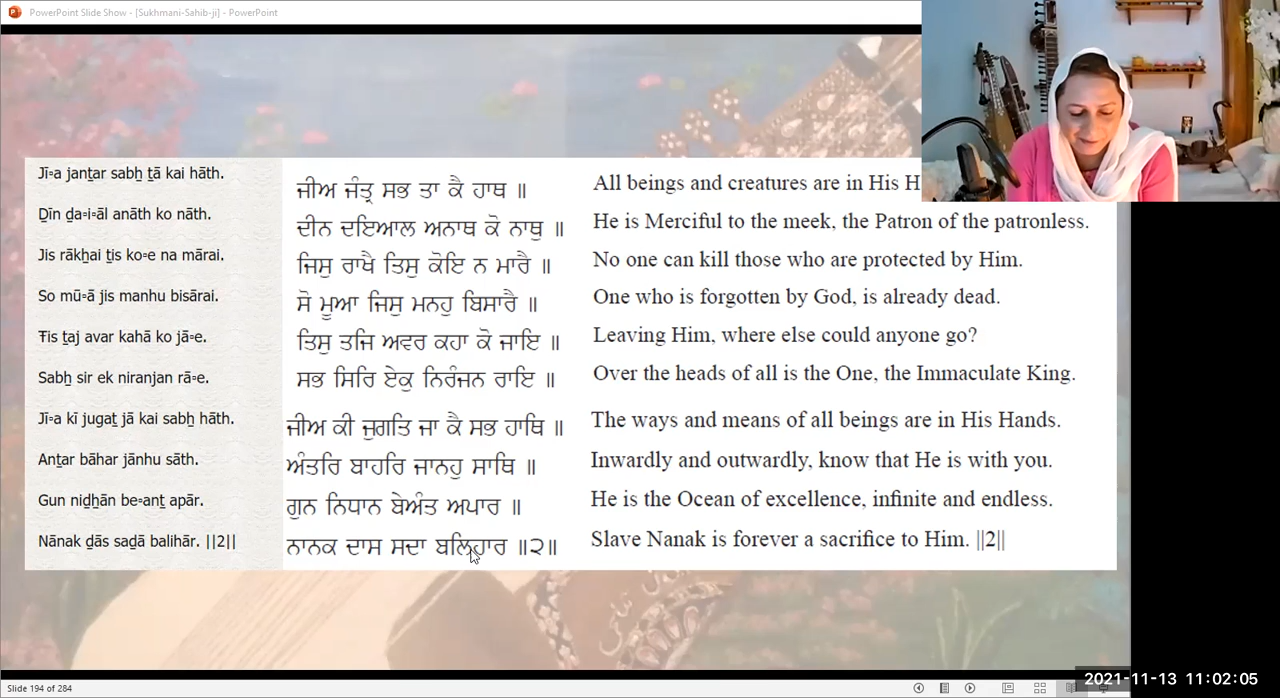 PowerPoint Slide Show - [Sukhmani-Sahib-ji] - PowerPoint
Jī▫a janṯar sabẖ ṯā kai hāth.
Ḏīn ḏa▫i▫āl anāth ko nāth.
Jis rākẖai ṯis ko▫e na mārai.
So mū▫ā jis manhu bisārai.
Ŧis ṯaj avar kahā ko jā▫e.
Sabẖ sir ek niranjan rā▫e.
Jī▫a kī jugaṯ jā kai sabẖ hāth.
Anṯar bāhar jānhu sāth.
Gun niḏẖān be▫anṯ apār.
Nānak ḏās saḏā balihār. ||2||
ਜੀਅ ਜੰਤ੍ਰ ਸਭ ਤਾ ਕੈ ਹਾਥ ॥
ਦੀਨ ਦਇਆਲ ਅਨਾਥ ਕੋ ਨਾਥੁ ॥
ਜਿਸੁ ਰਾਖੈ ਤਿਸੁ ਕੋਇ ਨ ਮਾਰੈ ॥
ਸੋ ਮੂਆ ਜਿਸੁ ਮਨਹੁ ਬਿਸਾਰੈ ॥
ਤਿਸੁ ਤਜਿ ਅਵਰ ਕਹਾ ਕੋ ਜਾਇ ॥
ਸਭ ਸਿਰਿ ਏਕੁ ਨਿਰੰਜਨ ਰਾਇ ॥
ਜੀਅ ਕੀ ਜੁਗਤਿ ਜਾ ਕੈ ਸਭ ਹਾਥਿ ॥
ਅੰਤਰਿ ਬਾਹਰਿ ਜਾਨਹੁ ਸਾਥਿ ॥
ਗੁਨ ਨਿਧਾਨ ਬੇਅੰਤ ਅਪਾਰ ॥
ਨਾਨਕ ਦਾਸ ਸਦਾ ਬਲਿਹਾਰ ॥੨॥
All beings and creatures are in His H
He is Merciful to the meek, the Patron of the patronless.
No one can kill those who are protected by Him.
One who is forgotten by God, is already dead.
Leaving Him, where else could anyone go?
Over the heads of all is the One, the Immaculate King.
The ways and means of all beings are in His Hands.
Inwardly and outwardly, know that He is with you.
He is the Ocean of excellence, infinite and endless.
Slave Nanak is forever a sacrifice to Him. ||2||
Slide 194 of 284
2021-11-13 11:02:05